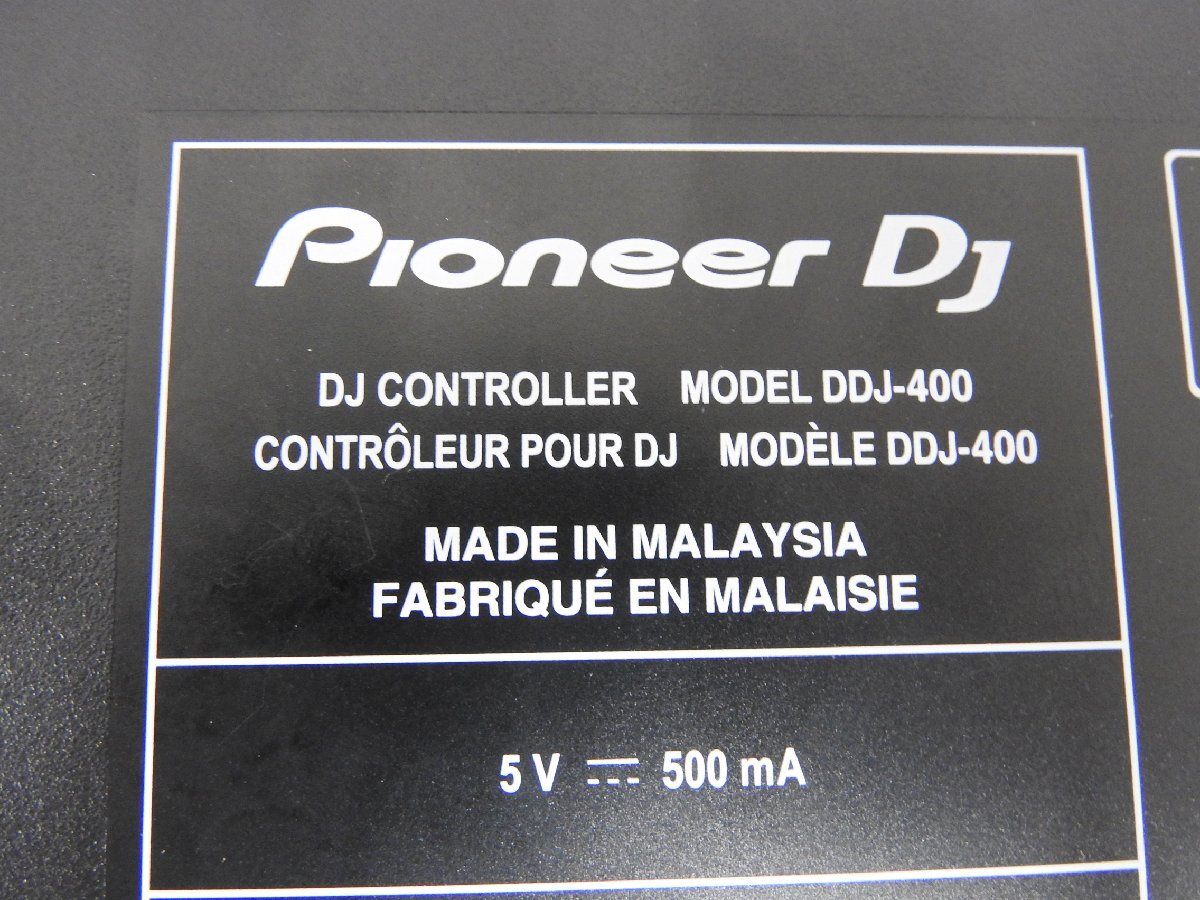 Pioneer DJ
DJ CONTROLLER MODEL DDJ-400
CONTRÔLEUR POUR DJ MODÈLE DDJ-400
MADE IN MALAYSIA
FABRIQUÉ EN MALAISIE
5 V ⎓ 500 mA